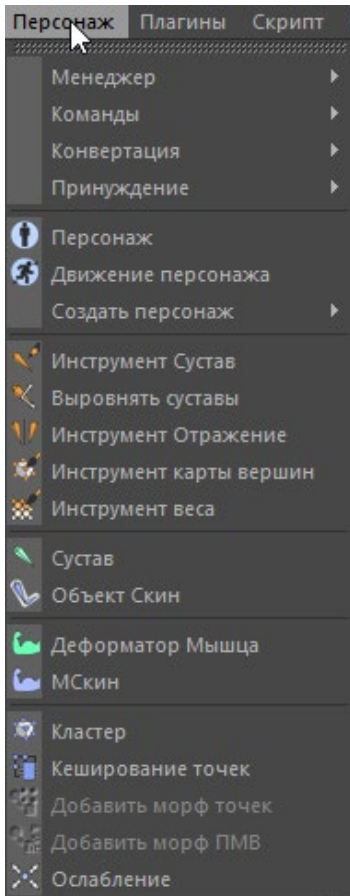 Персонаж Плагины Скрипт
Менеджер
Команды
Конвертация
Принуждение
Персонаж
Движение персонажа
Создать персонаж
Инструмент Сустав
Выровнять суставы
Инструмент Отражение
Инструмент карты вершин
Инструмент веса
Сустав
Объект Скин
Деформатор Мышца
МСкин
Кластер
Кеширование точек
Добавить морф точек
Добавить морф ПМВ
Ослабление